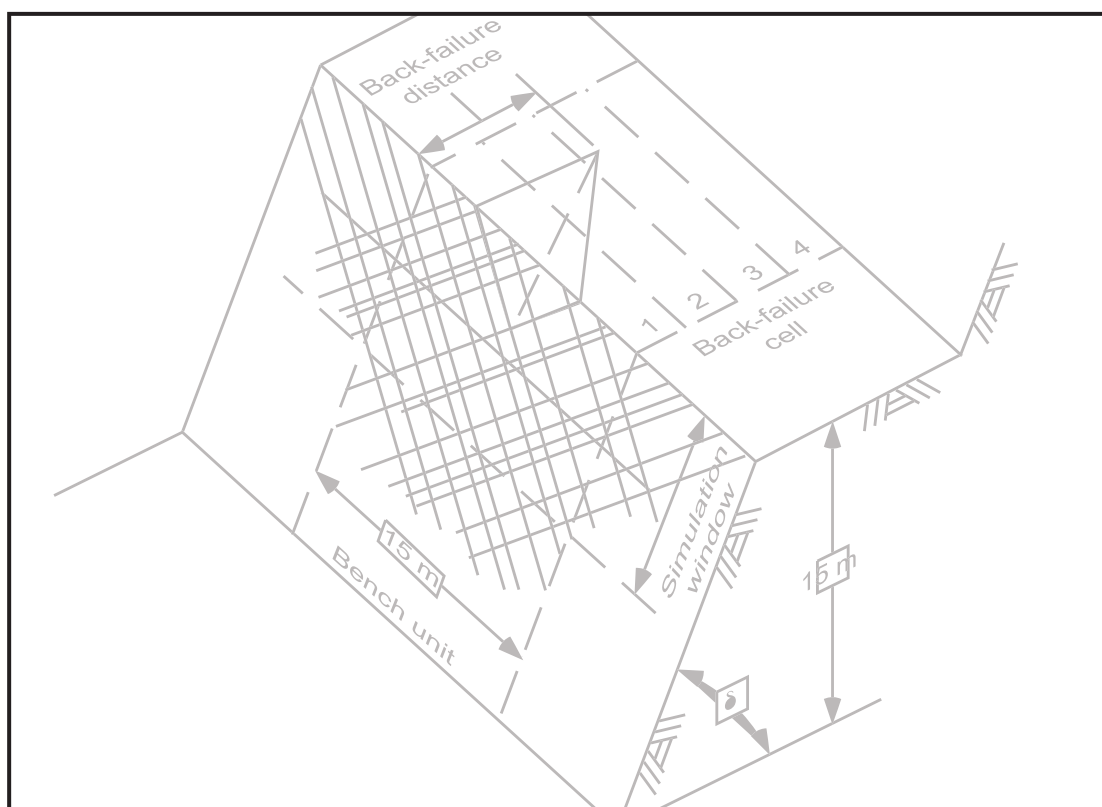 Back-failure
distance
1
2
3
4
Back-failure
cell
Simulation
window
15 m
15 m
Bench unit
δ